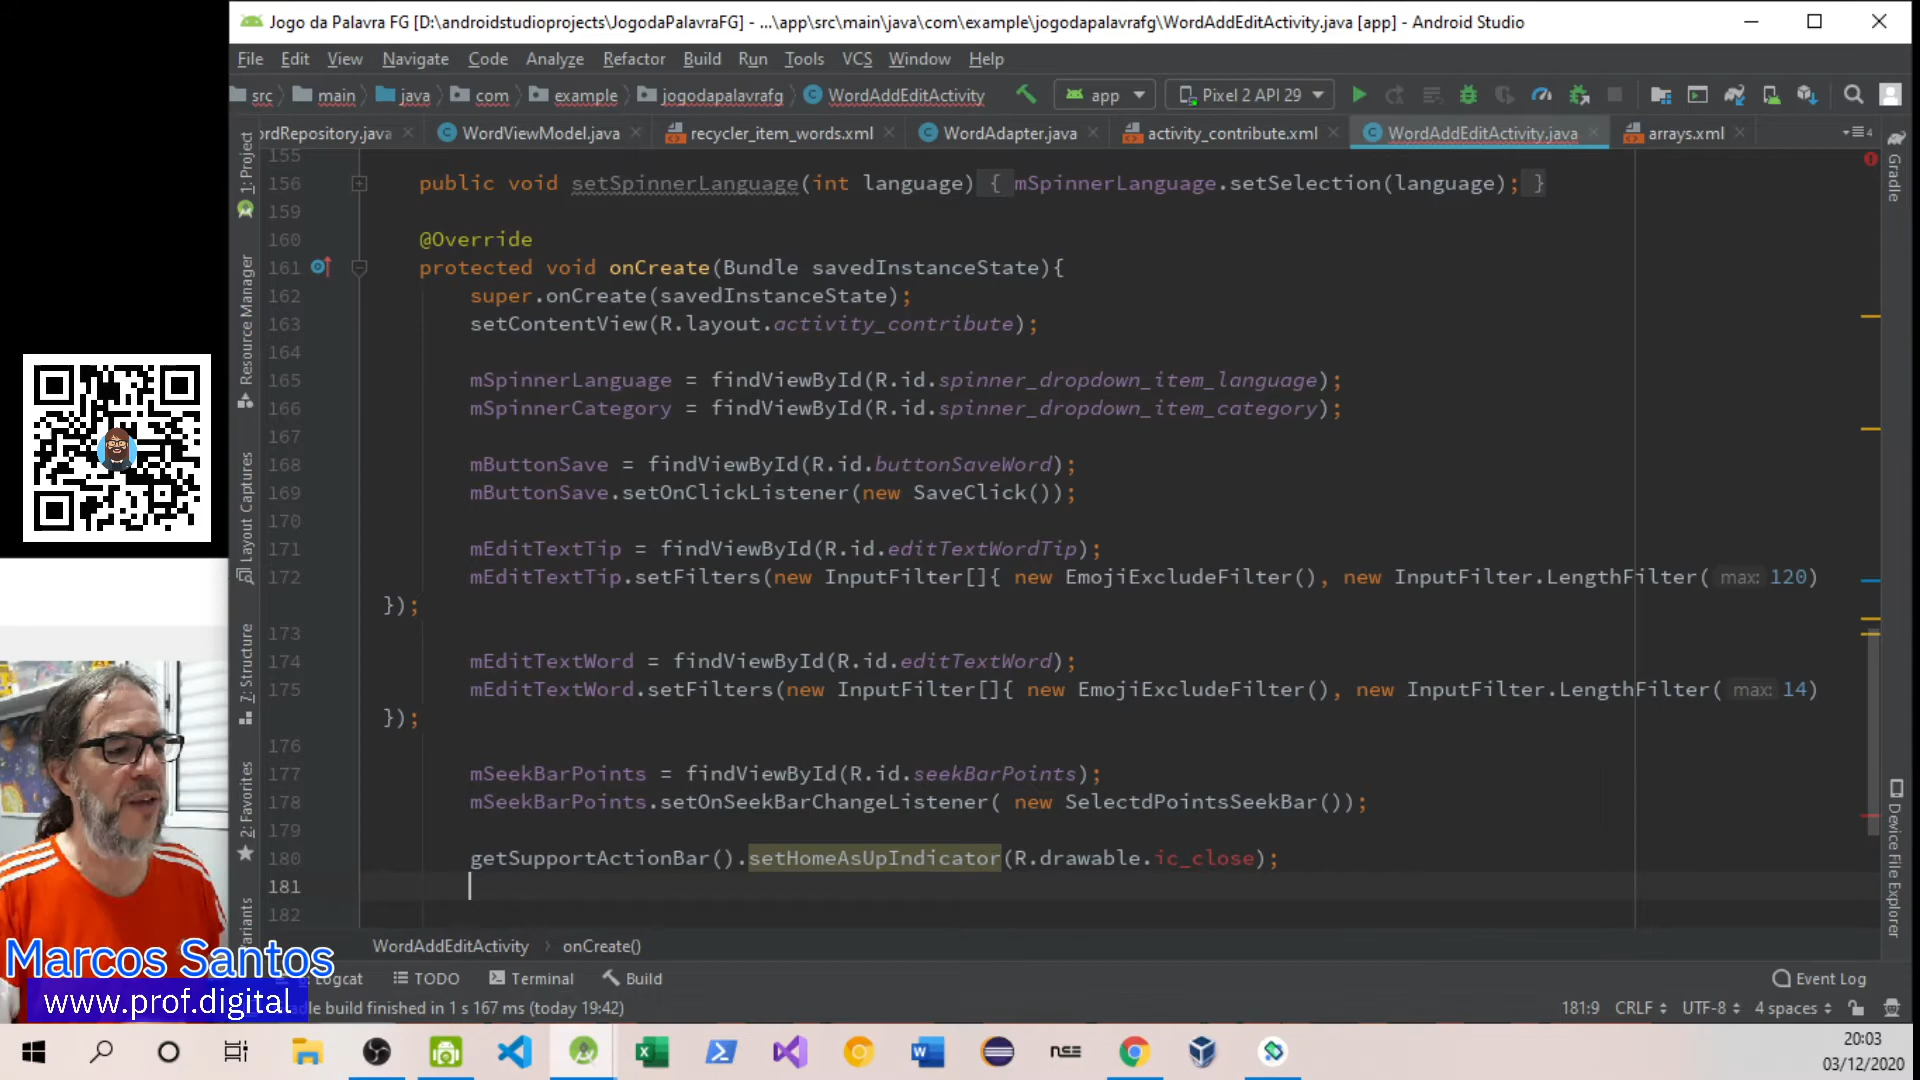 Jogo da Palavra FG [D:\androidstudioprojects\JogodaPalavraFG] - ...\app\src\main\java\com\example\jogodapalavrafg\WordAddEditActivity.java [app] - Android Studio
File Edit View Navigate Code Analyze Refactor Build Run Tools VCS Window Help
src main java com example jogodapalavrafg WordAddEditActivity app Pixel 2 API 29
ordRepository.java WordViewModel.java recycler_item_words.xml WordAdapter.java activity_contribute.xml WordAddEditActivity.java arrays.xml 4
155
156 public void setSpinnerLanguage(int language) { mSpinnerLanguage.setSelection(language); }
159
160 @Override
161 protected void onCreate(Bundle savedInstanceState){
162 super.onCreate(savedInstanceState);
163 setContentView(R.layout.activity_contribute);
164
165 mSpinnerLanguage = findViewById(R.id.spinner_dropdown_item_language);
166 mSpinnerCategory = findViewById(R.id.spinner_dropdown_item_category);
167
168 mButtonSave = findViewById(R.id.buttonSaveWord);
169 mButtonSave.setOnClickListener(new SaveClick());
170
171 mEditTextTip = findViewById(R.id.editTextWordTip);
172 mEditTextTip.setFilters(new InputFilter[]{ new EmojiExcludeFilter(), new InputFilter.LengthFilter( max: 120)
});
173
174 mEditTextWord = findViewById(R.id.editTextWord);
175 mEditTextWord.setFilters(new InputFilter[]{ new EmojiExcludeFilter(), new InputFilter.LengthFilter( max: 14)
});
176
177 mSeekBarPoints = findViewById(R.id.seekBarPoints);
178 mSeekBarPoints.setOnSeekBarChangeListener( new SelectdPointsSeekBar());
179
180 getSupportActionBar().setHomeAsUpIndicator(R.drawable.ic_close);
181
182
WordAddEditActivity onCreate()
Logcat TODO Terminal Build Event Log
le build finished in 1 s 167 ms (today 19:42) 181:9 CRLF UTF-8 4 spaces
1: Project
Resource Manager
Layout Captures
7: Structure
2: Favorites
ariants
Gradle
Device File Explorer
Marcos Santos
www.prof.digital
nse
20:03
03/12/2020